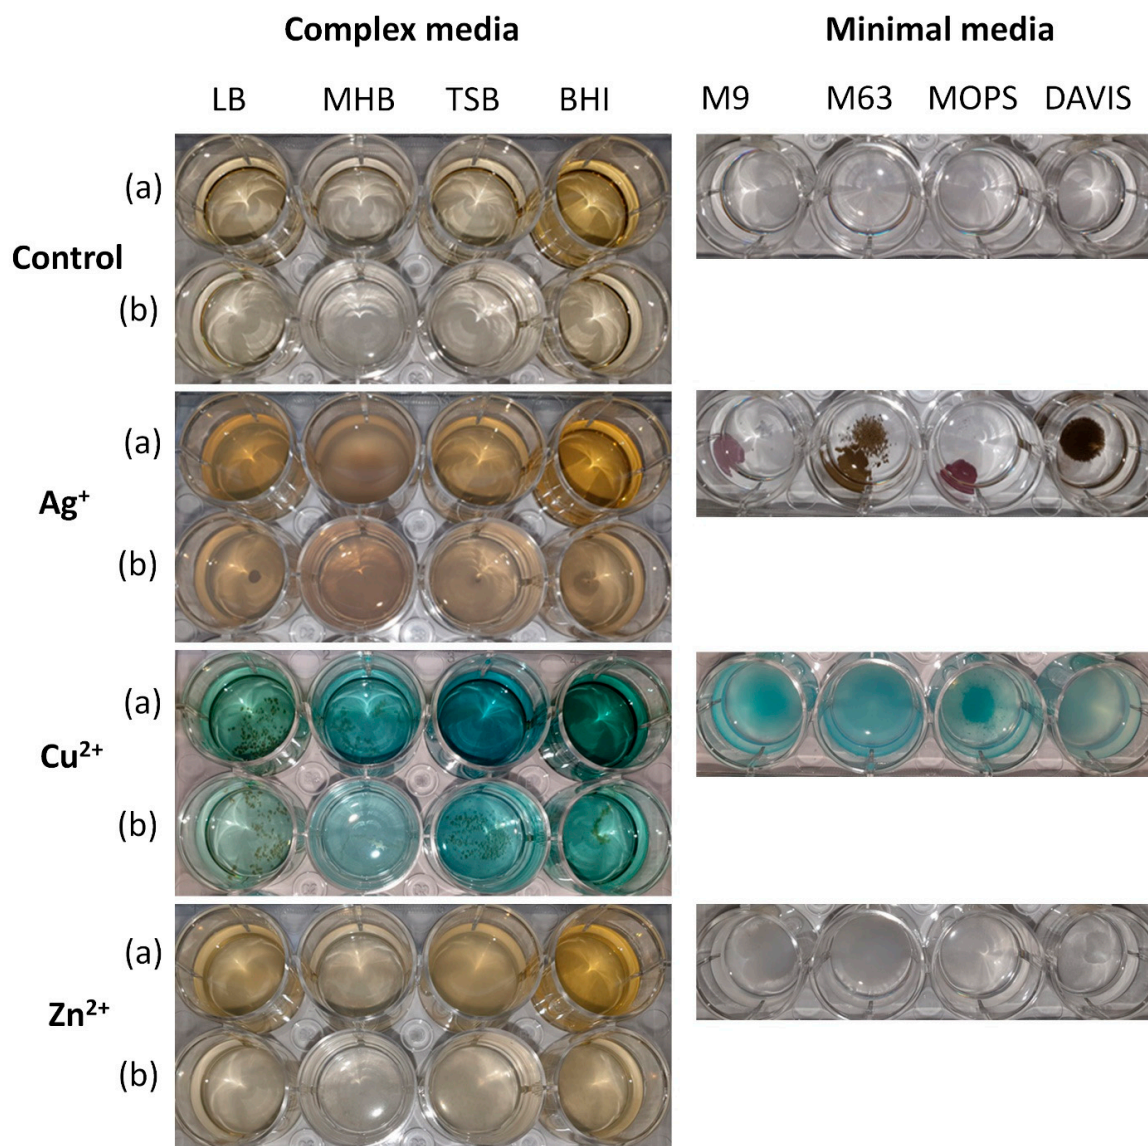 Complex media Minimal media
LB MHB TSB BHI M9 M63 MOPS DAVIS
(a)
Control
(b)
(a)
Ag⁺
(b)
(a)
Cu²⁺
(b)
(a)
Zn²⁺
(b)